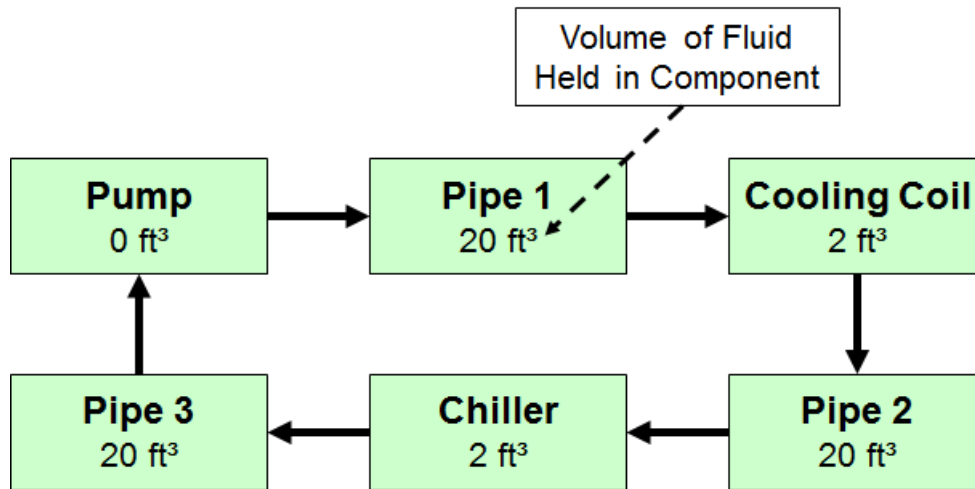 Volume of Fluid
Held in Component
Pump
0 ft³
Pipe 1
20 ft³
Cooling Coil
2 ft³
Pipe 3
20 ft³
Chiller
2 ft³
Pipe 2
20 ft³